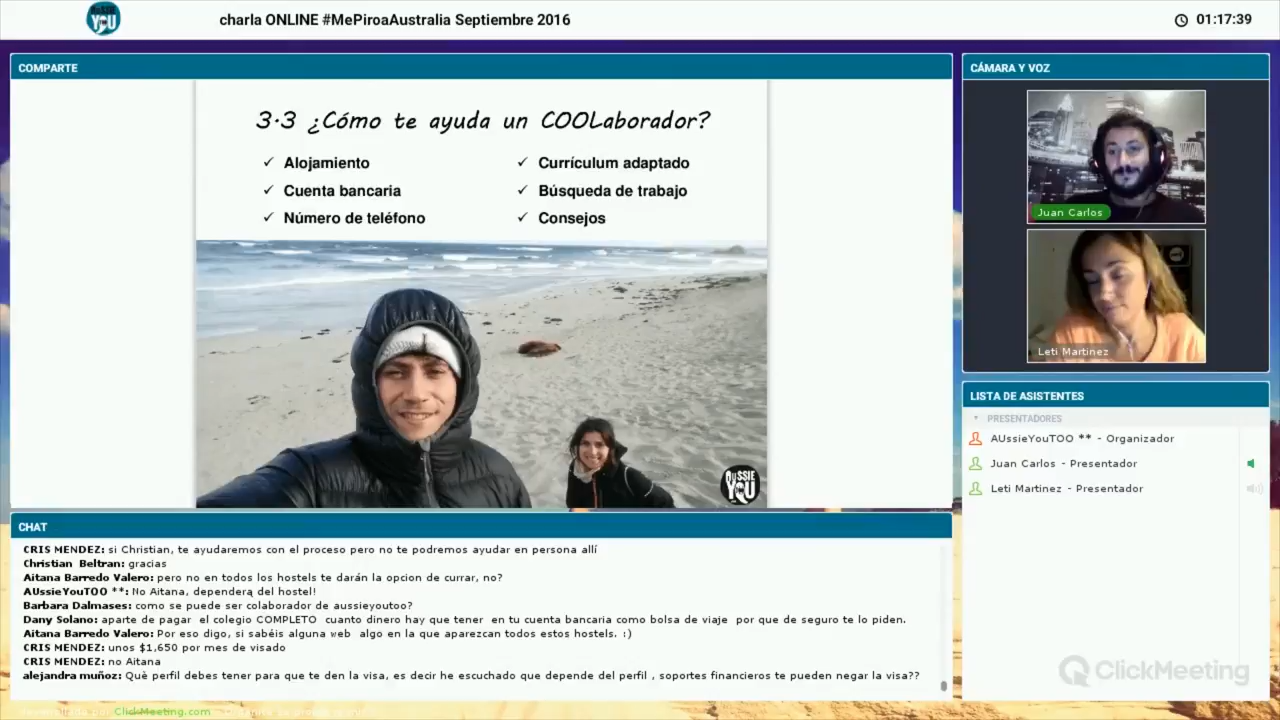 AUSSIE YOU TOO
charla ONLINE #MePiroaAustralia Septiembre 2016
01:17:39
COMPARTE
3.3 ¿Cómo te ayuda un COOLaborador?
✓ Alojamiento
✓ Cuenta bancaria
✓ Número de teléfono
✓ Currículum adaptado
✓ Búsqueda de trabajo
✓ Consejos
AUSSIE YOU
CÁMARA Y VOZ
Juan Carlos
Leti Martinez
LISTA DE ASISTENTES
PRESENTADORES
AUssieYouTOO ** - Organizador
Juan Carlos - Presentador
Leti Martinez - Presentador
CHAT
CRIS MENDEZ: si Christian, te ayudaremos con el proceso pero no te podremos ayudar en persona allí
Christian Beltran: gracias
Aitana Barredo Valero: pero no en todos los hostels te darán la opcion de currar, no?
AUssieYouTOO **: No Aitana, dependerą del hostel!
Barbara Dalmases: como se puede ser colaborador de aussieyoutoo?
Dany Solano: aparte de pagar el colegio COMPLETO cuanto dinero hay que tener en tu cuenta bancaria como bolsa de viaje por que de seguro te lo piden.
Aitana Barredo Valero: Por eso digo, si sabéis alguna web algo en la que aparezcan todos estos hostels. :)
CRIS MENDEZ: unos $1,650 por mes de visado
CRIS MENDEZ: no Aitana
alejandra muñoz: Què perfil debes tener para que te den la visa, es decir he escuchado que depende del perfil , soportes financieros te pueden negar la visa??
ClickMeeting
ClickMeeting.com